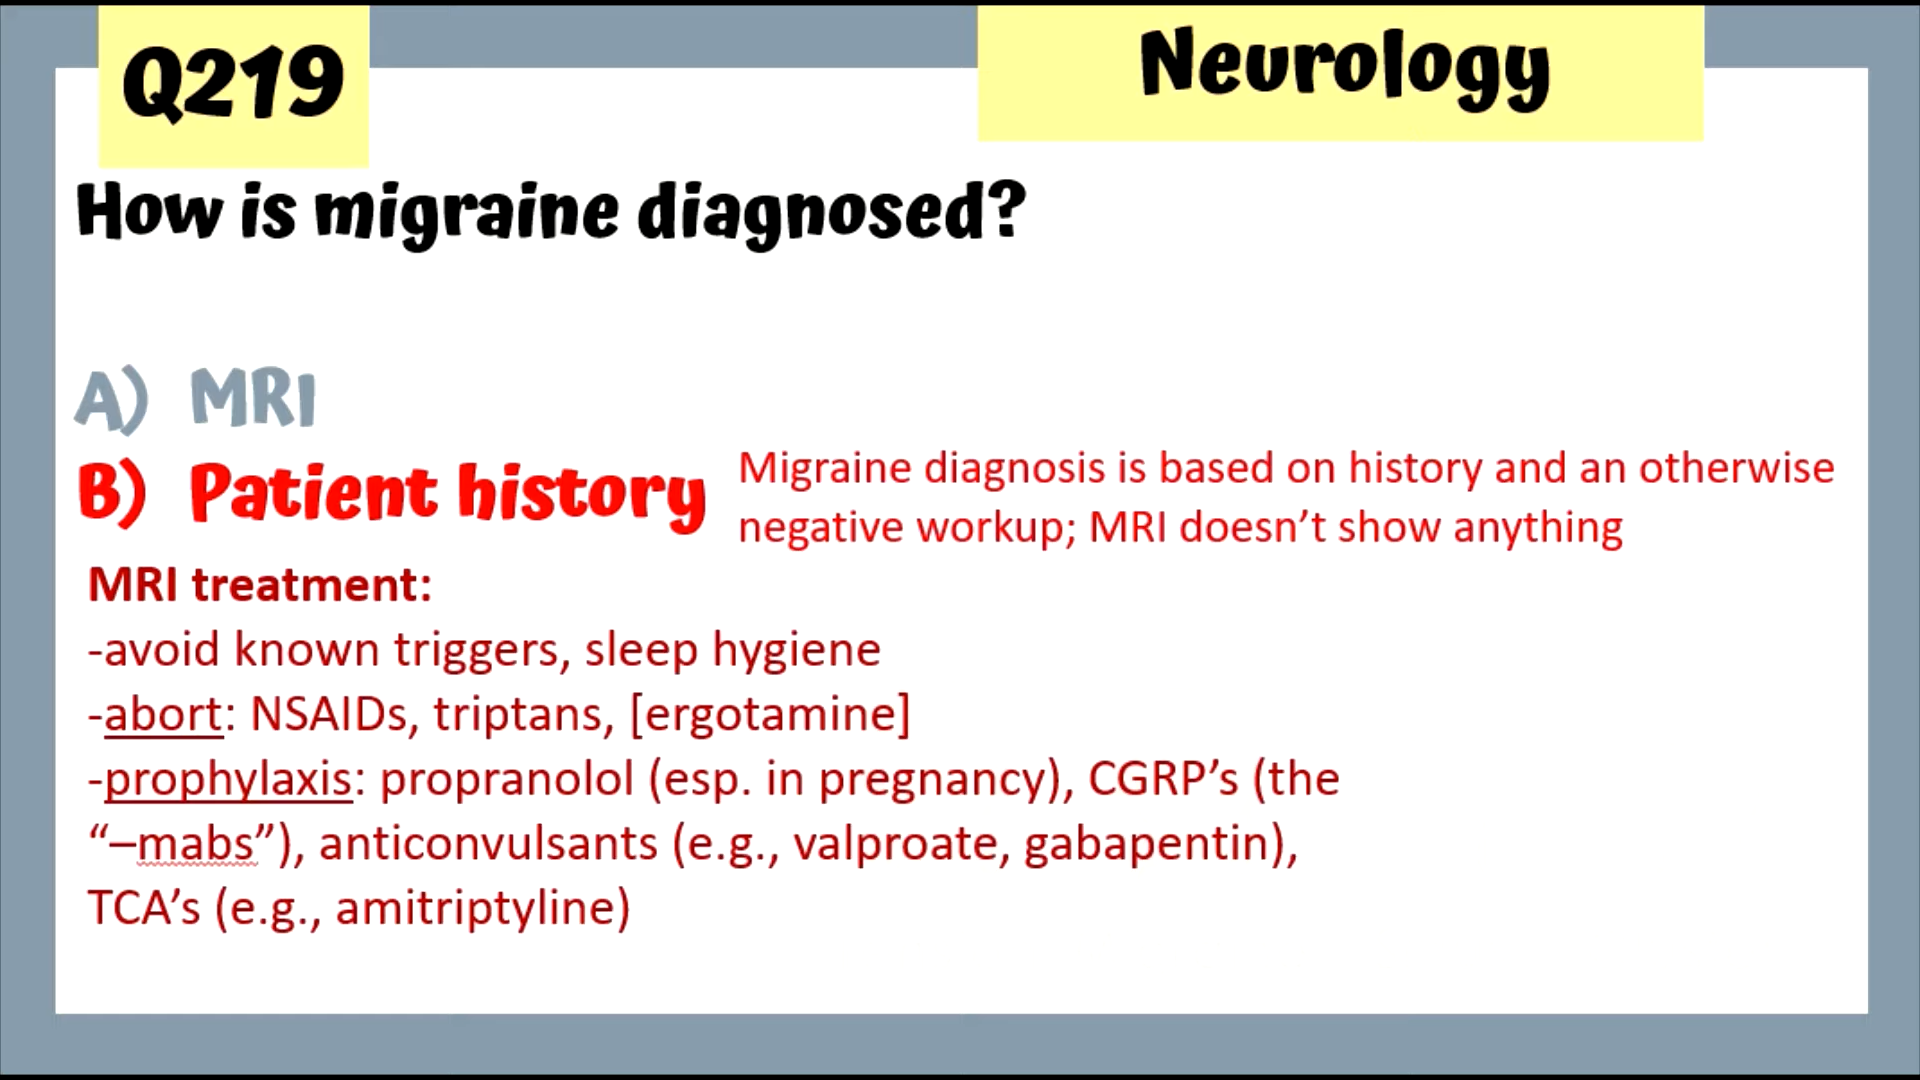 Q219
Neurology
How is migraine diagnosed?
A) MRI
B) Patient history
Migraine diagnosis is based on history and an otherwise
negative workup; MRI doesn’t show anything
MRI treatment:
-avoid known triggers, sleep hygiene
-abort: NSAIDs, triptans, [ergotamine]
-prophylaxis: propranolol (esp. in pregnancy), CGRP’s (the
“–mabs”), anticonvulsants (e.g., valproate, gabapentin),
TCA’s (e.g., amitriptyline)